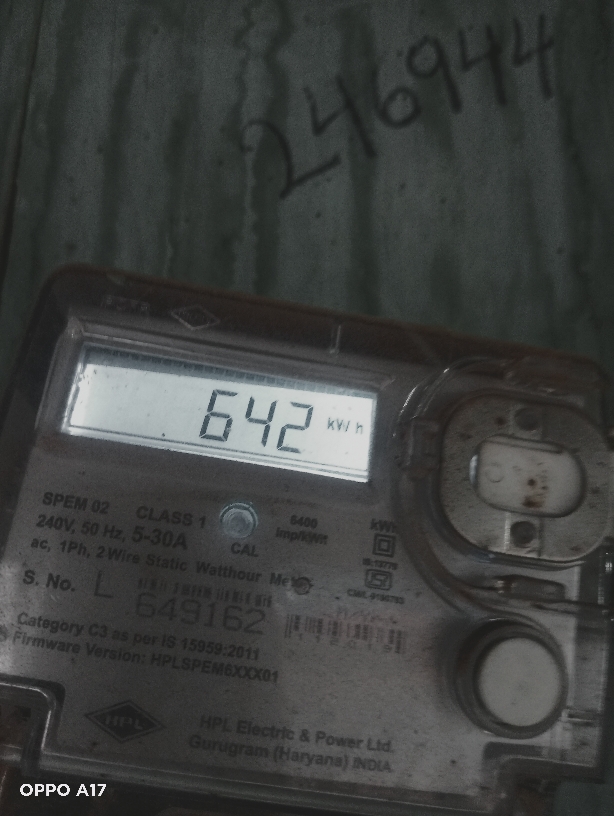 246944
642 kW h
SPEM 02 CLASS 1
6400 imp/kWh
kWh
240V, 50 Hz, 5-30A
CAL
ac, 1Ph, 2 Wire Static Watthour Meter
S. No. L 649162
Category C3 as per IS 15959:2011
Firmware Version: HPLSPEM6XXX01
HPL
HPL Electric & Power Ltd.
Gurugram (Haryana) INDIA
OPPO A17